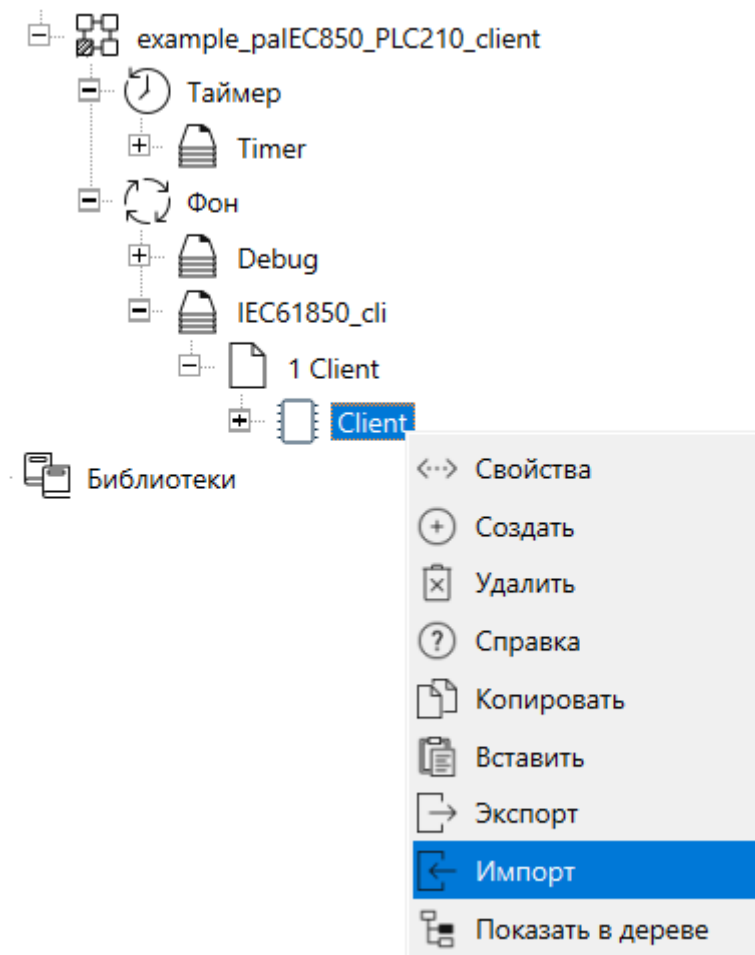 example_paIEC850_PLC210_client
Таймер
Timer
Фон
Debug
IEC61850_cli
1 Client
Client
Библиотеки
Свойства
Создать
Удалить
Справка
Копировать
Вставить
Экспорт
Импорт
Показать в дереве